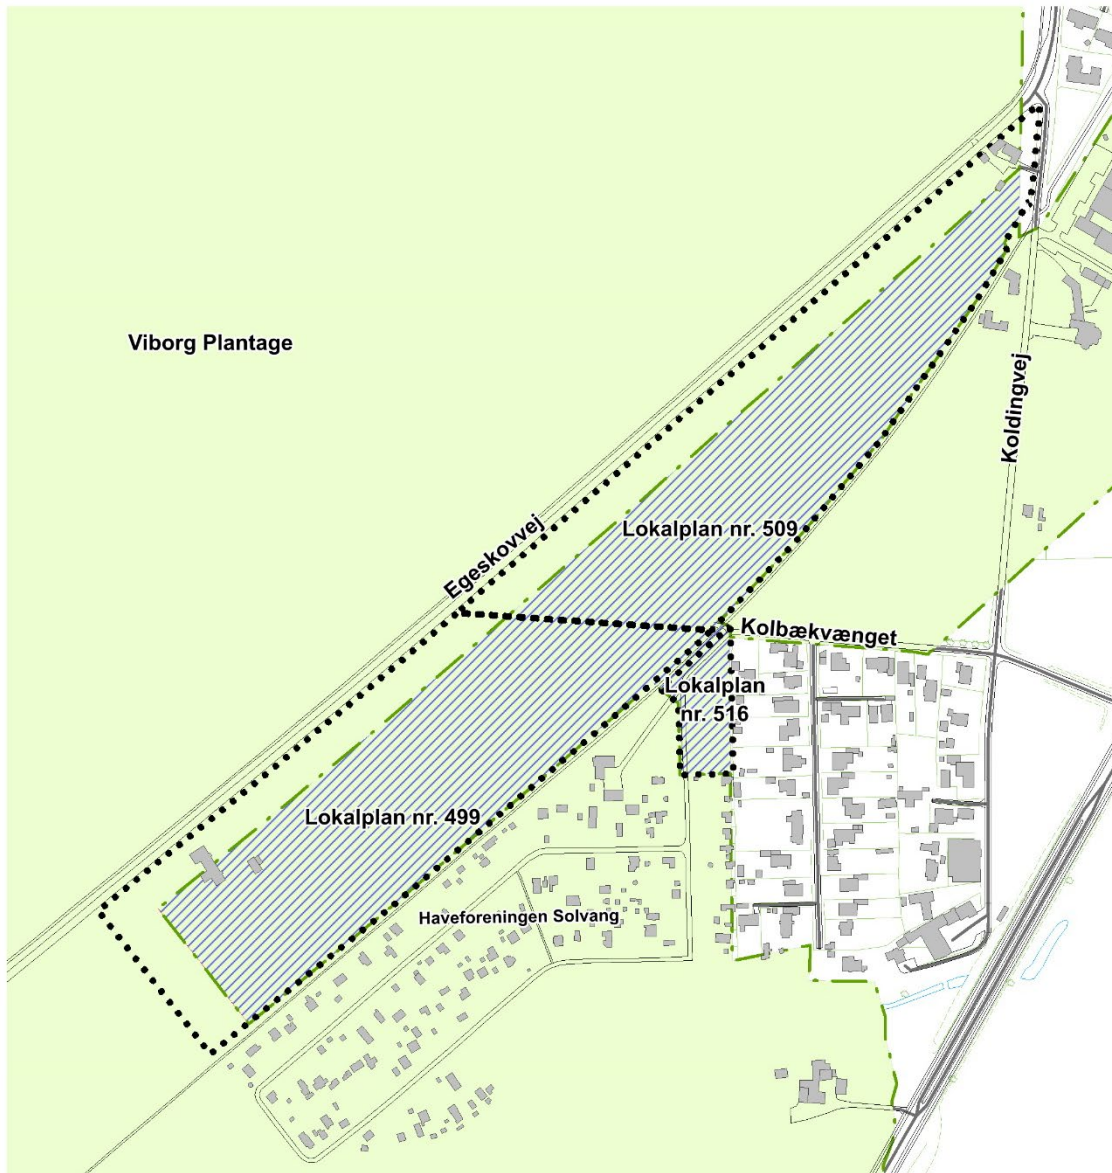 Viborg Plantage
Koldingvej
Egeskovvej
Lokalplan nr. 509
Kolbækvænget
Lokalplan
nr. 516
Lokalplan nr. 499
Haveforeningen Solvang